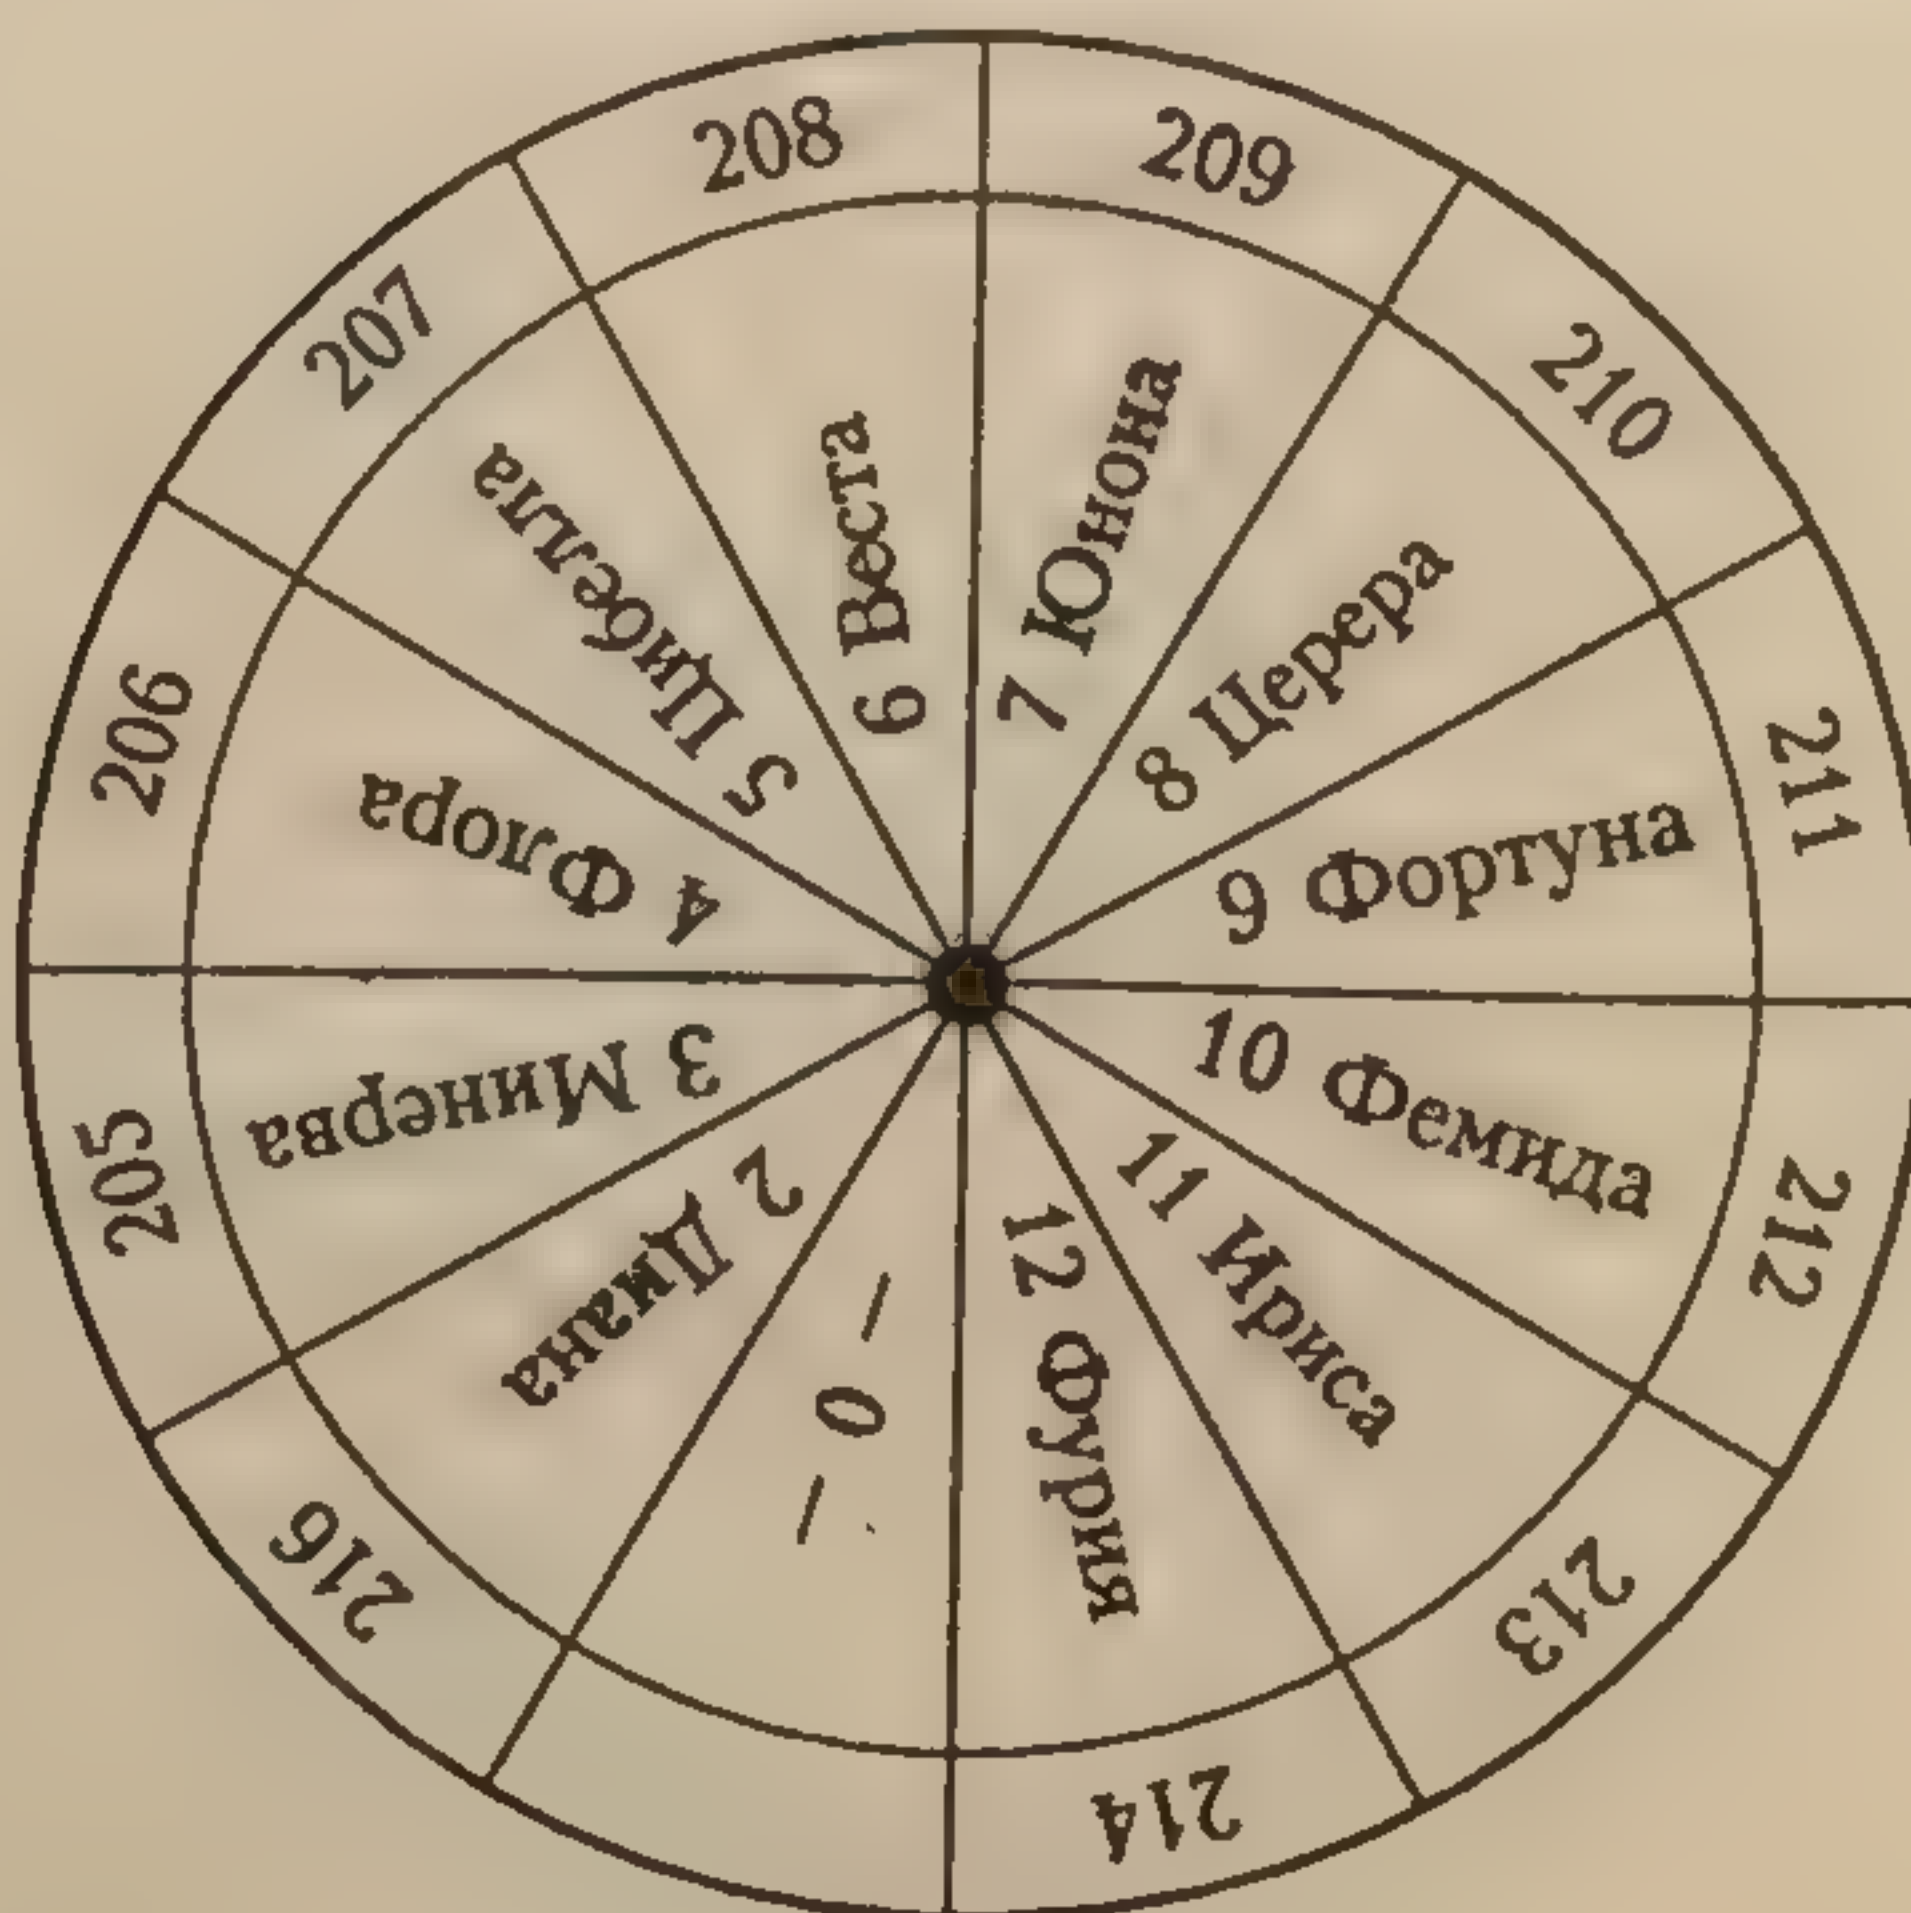 208
209
210
211
212
213
214
216
205
206
207
– 0 –
2 Диана
3 Минерва
4 Флора
5 Цибелла
6 Веста
7 Юнона
8 Церера
9 Фортуна
10 Фемида
11 Ириса
12 Фурия